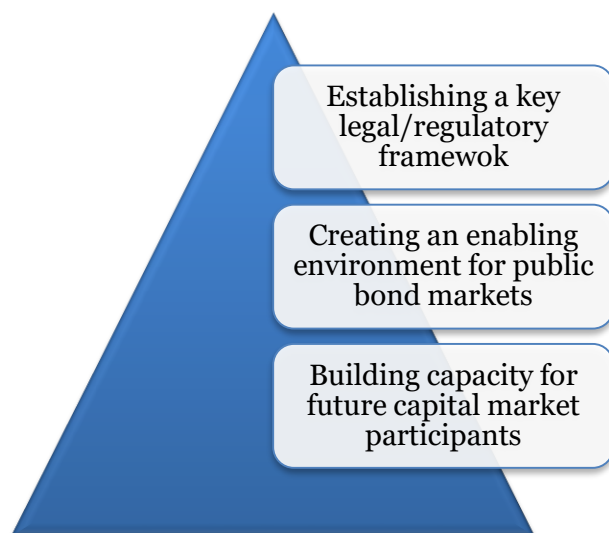 Establishing a key
legal/regulatory
framewok
Creating an enabling
environment for public
bond markets
Building capacity for
future capital market
participants